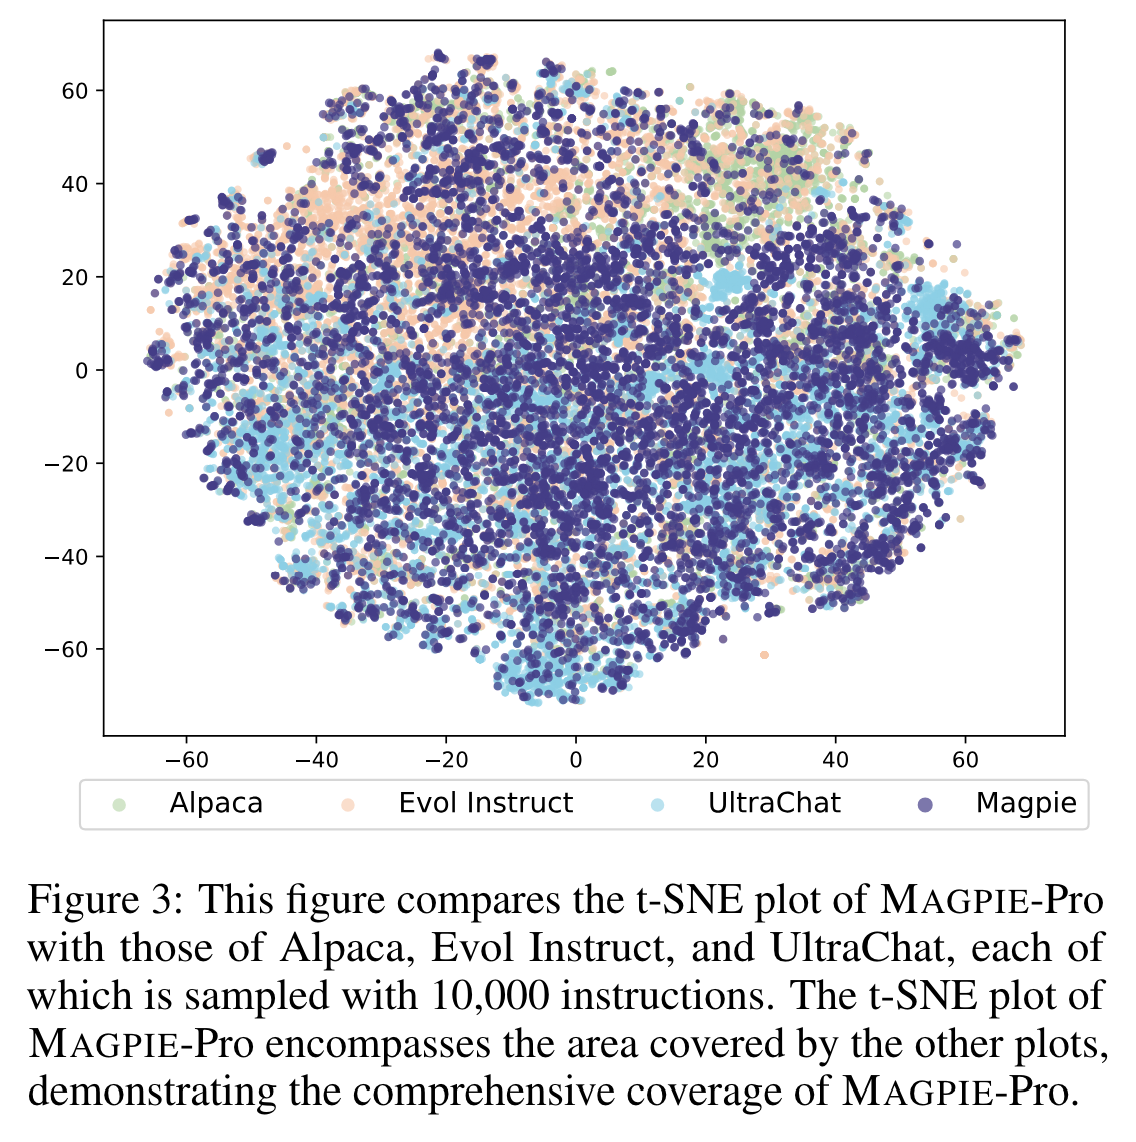 60
40
20
0
−20
−40
−60
−60 −40 −20 0 20 40 60
Alpaca Evol Instruct UltraChat Magpie
Figure 3: This figure compares the t-SNE plot of MAGPIE-Pro
with those of Alpaca, Evol Instruct, and UltraChat, each of
which is sampled with 10,000 instructions. The t-SNE plot of
MAGPIE-Pro encompasses the area covered by the other plots,
demonstrating the comprehensive coverage of MAGPIE-Pro.